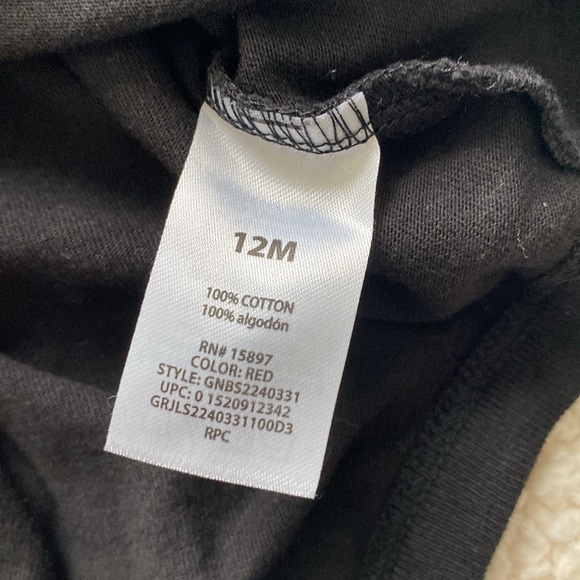 12M
100% COTTON
100% algodón
RN# 15897
COLOR: RED
STYLE: GNBS2240331
UPC: 0 1520912342
GRJLS2240331100D3
RPC